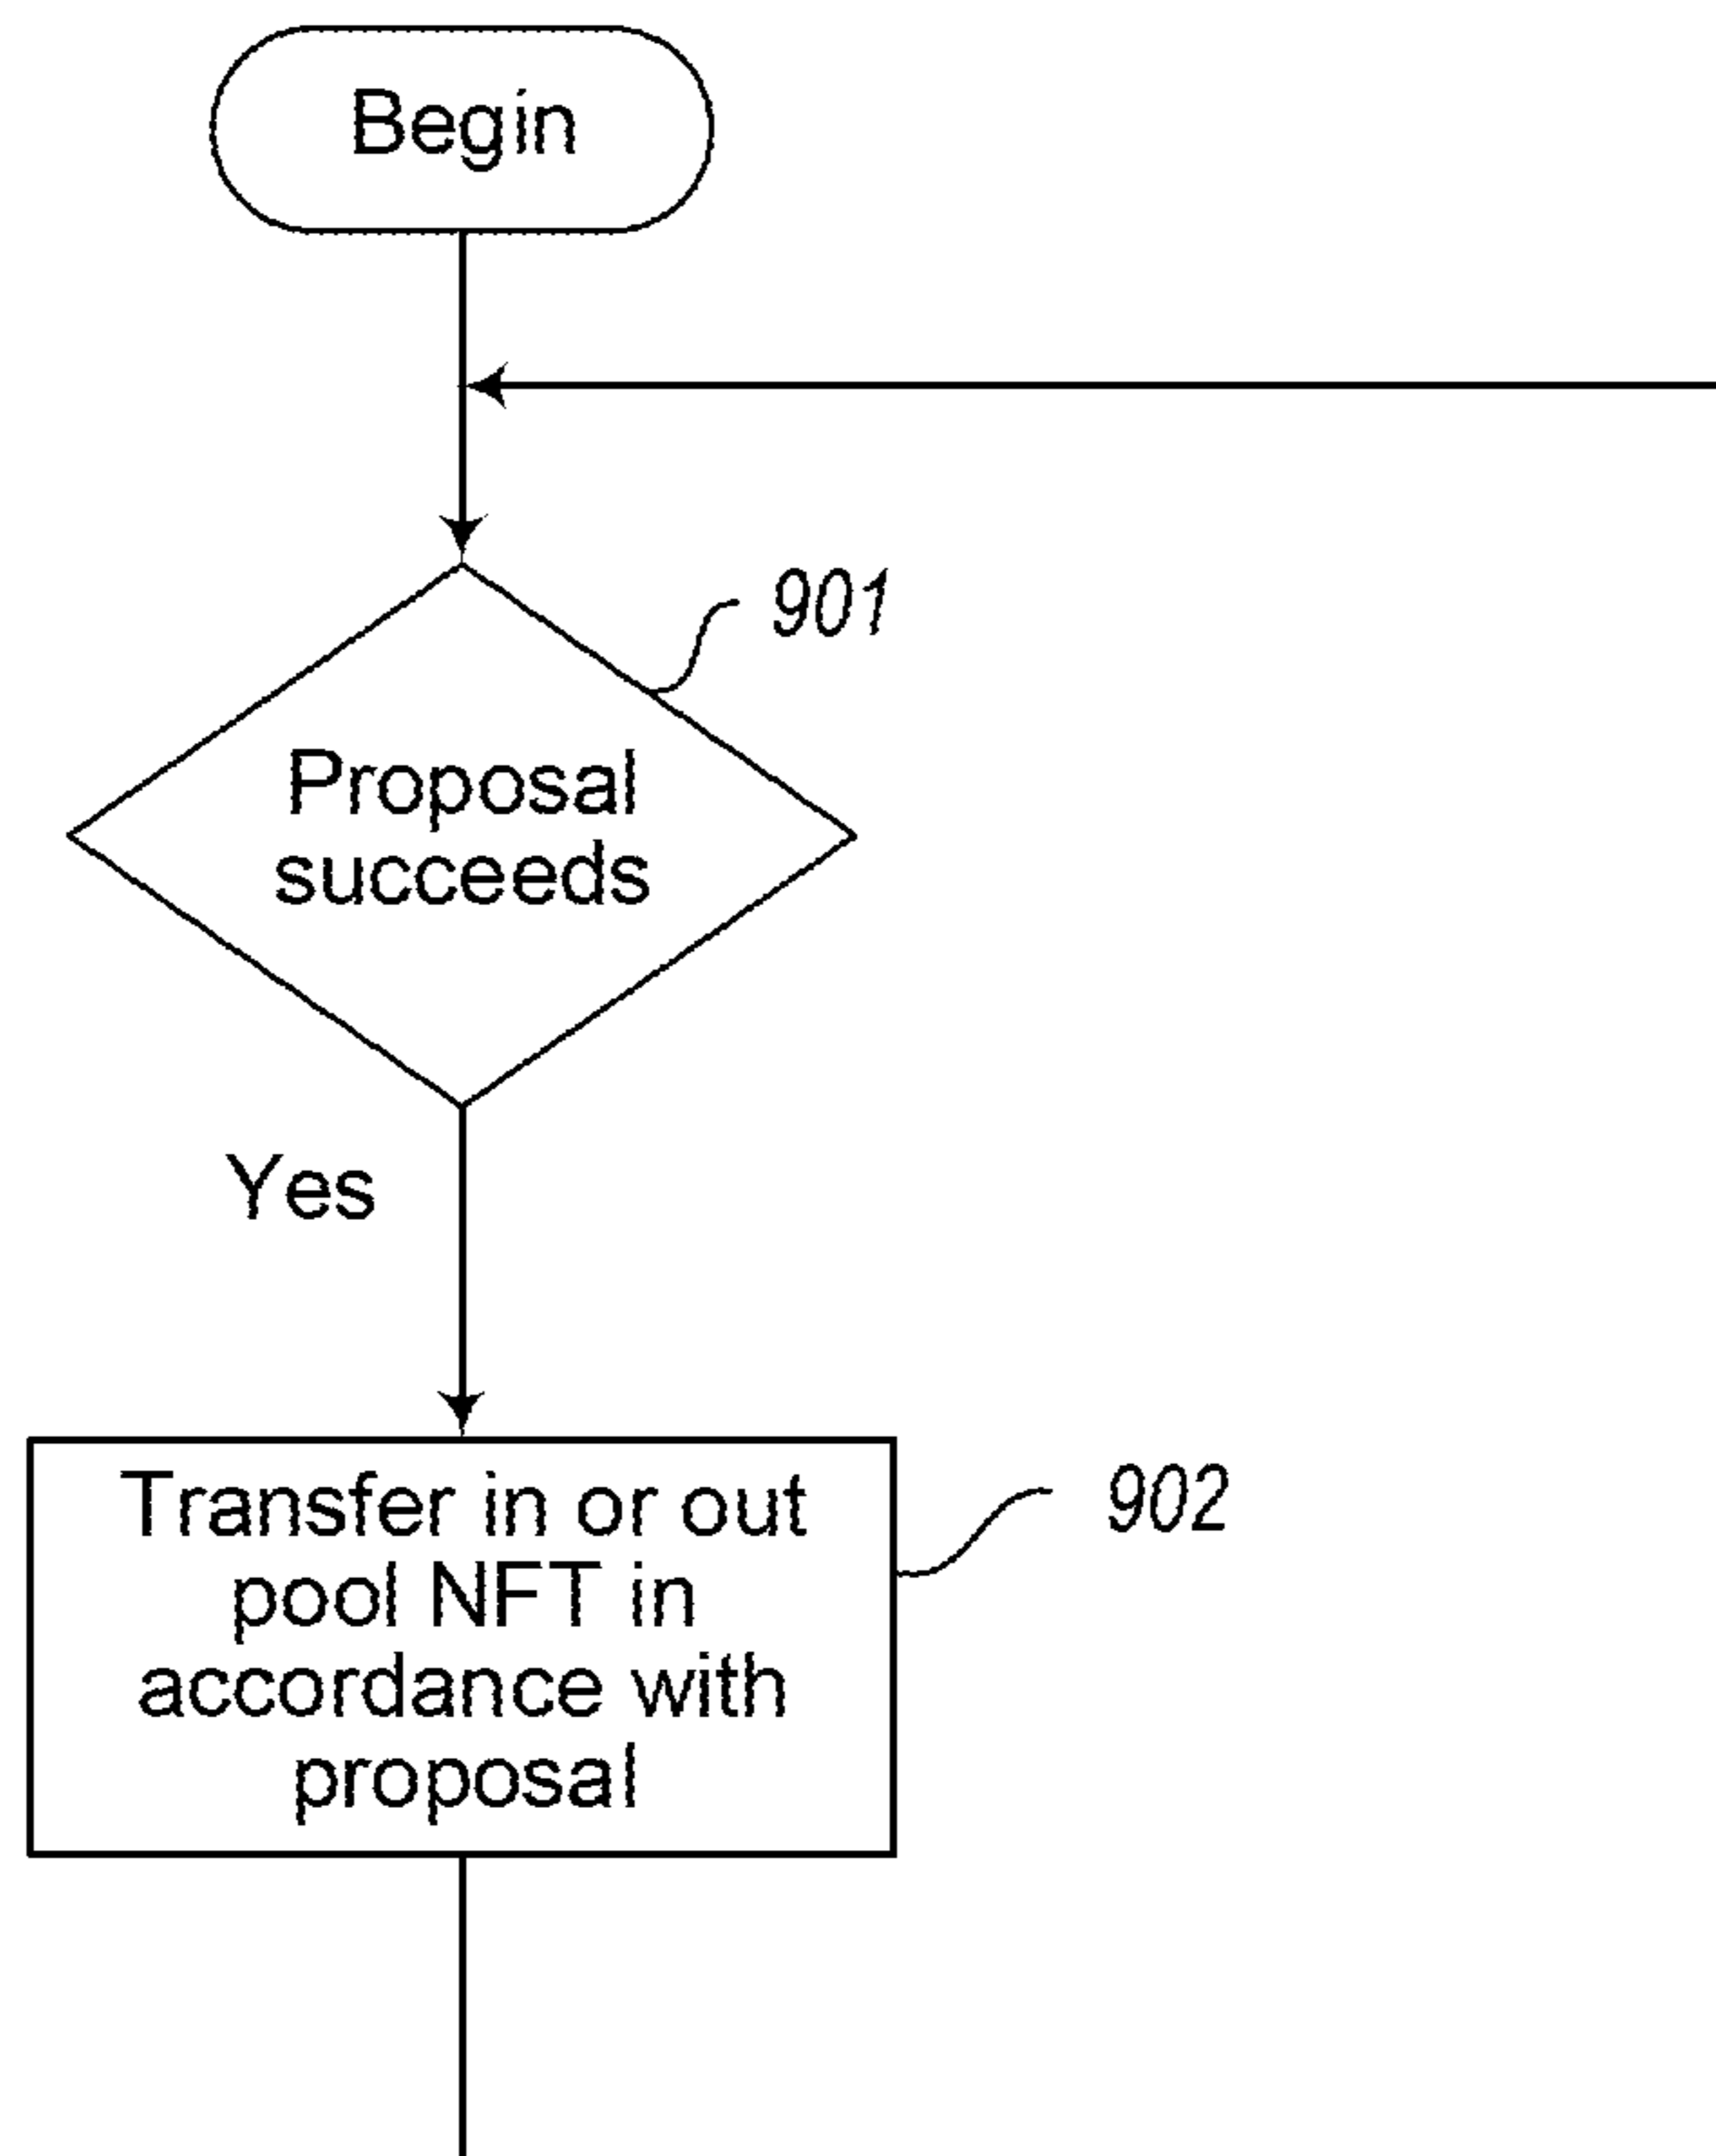 Begin
901
Proposal
succeeds
Yes
Transfer in or out
pool NFT in
accordance with
proposal
902